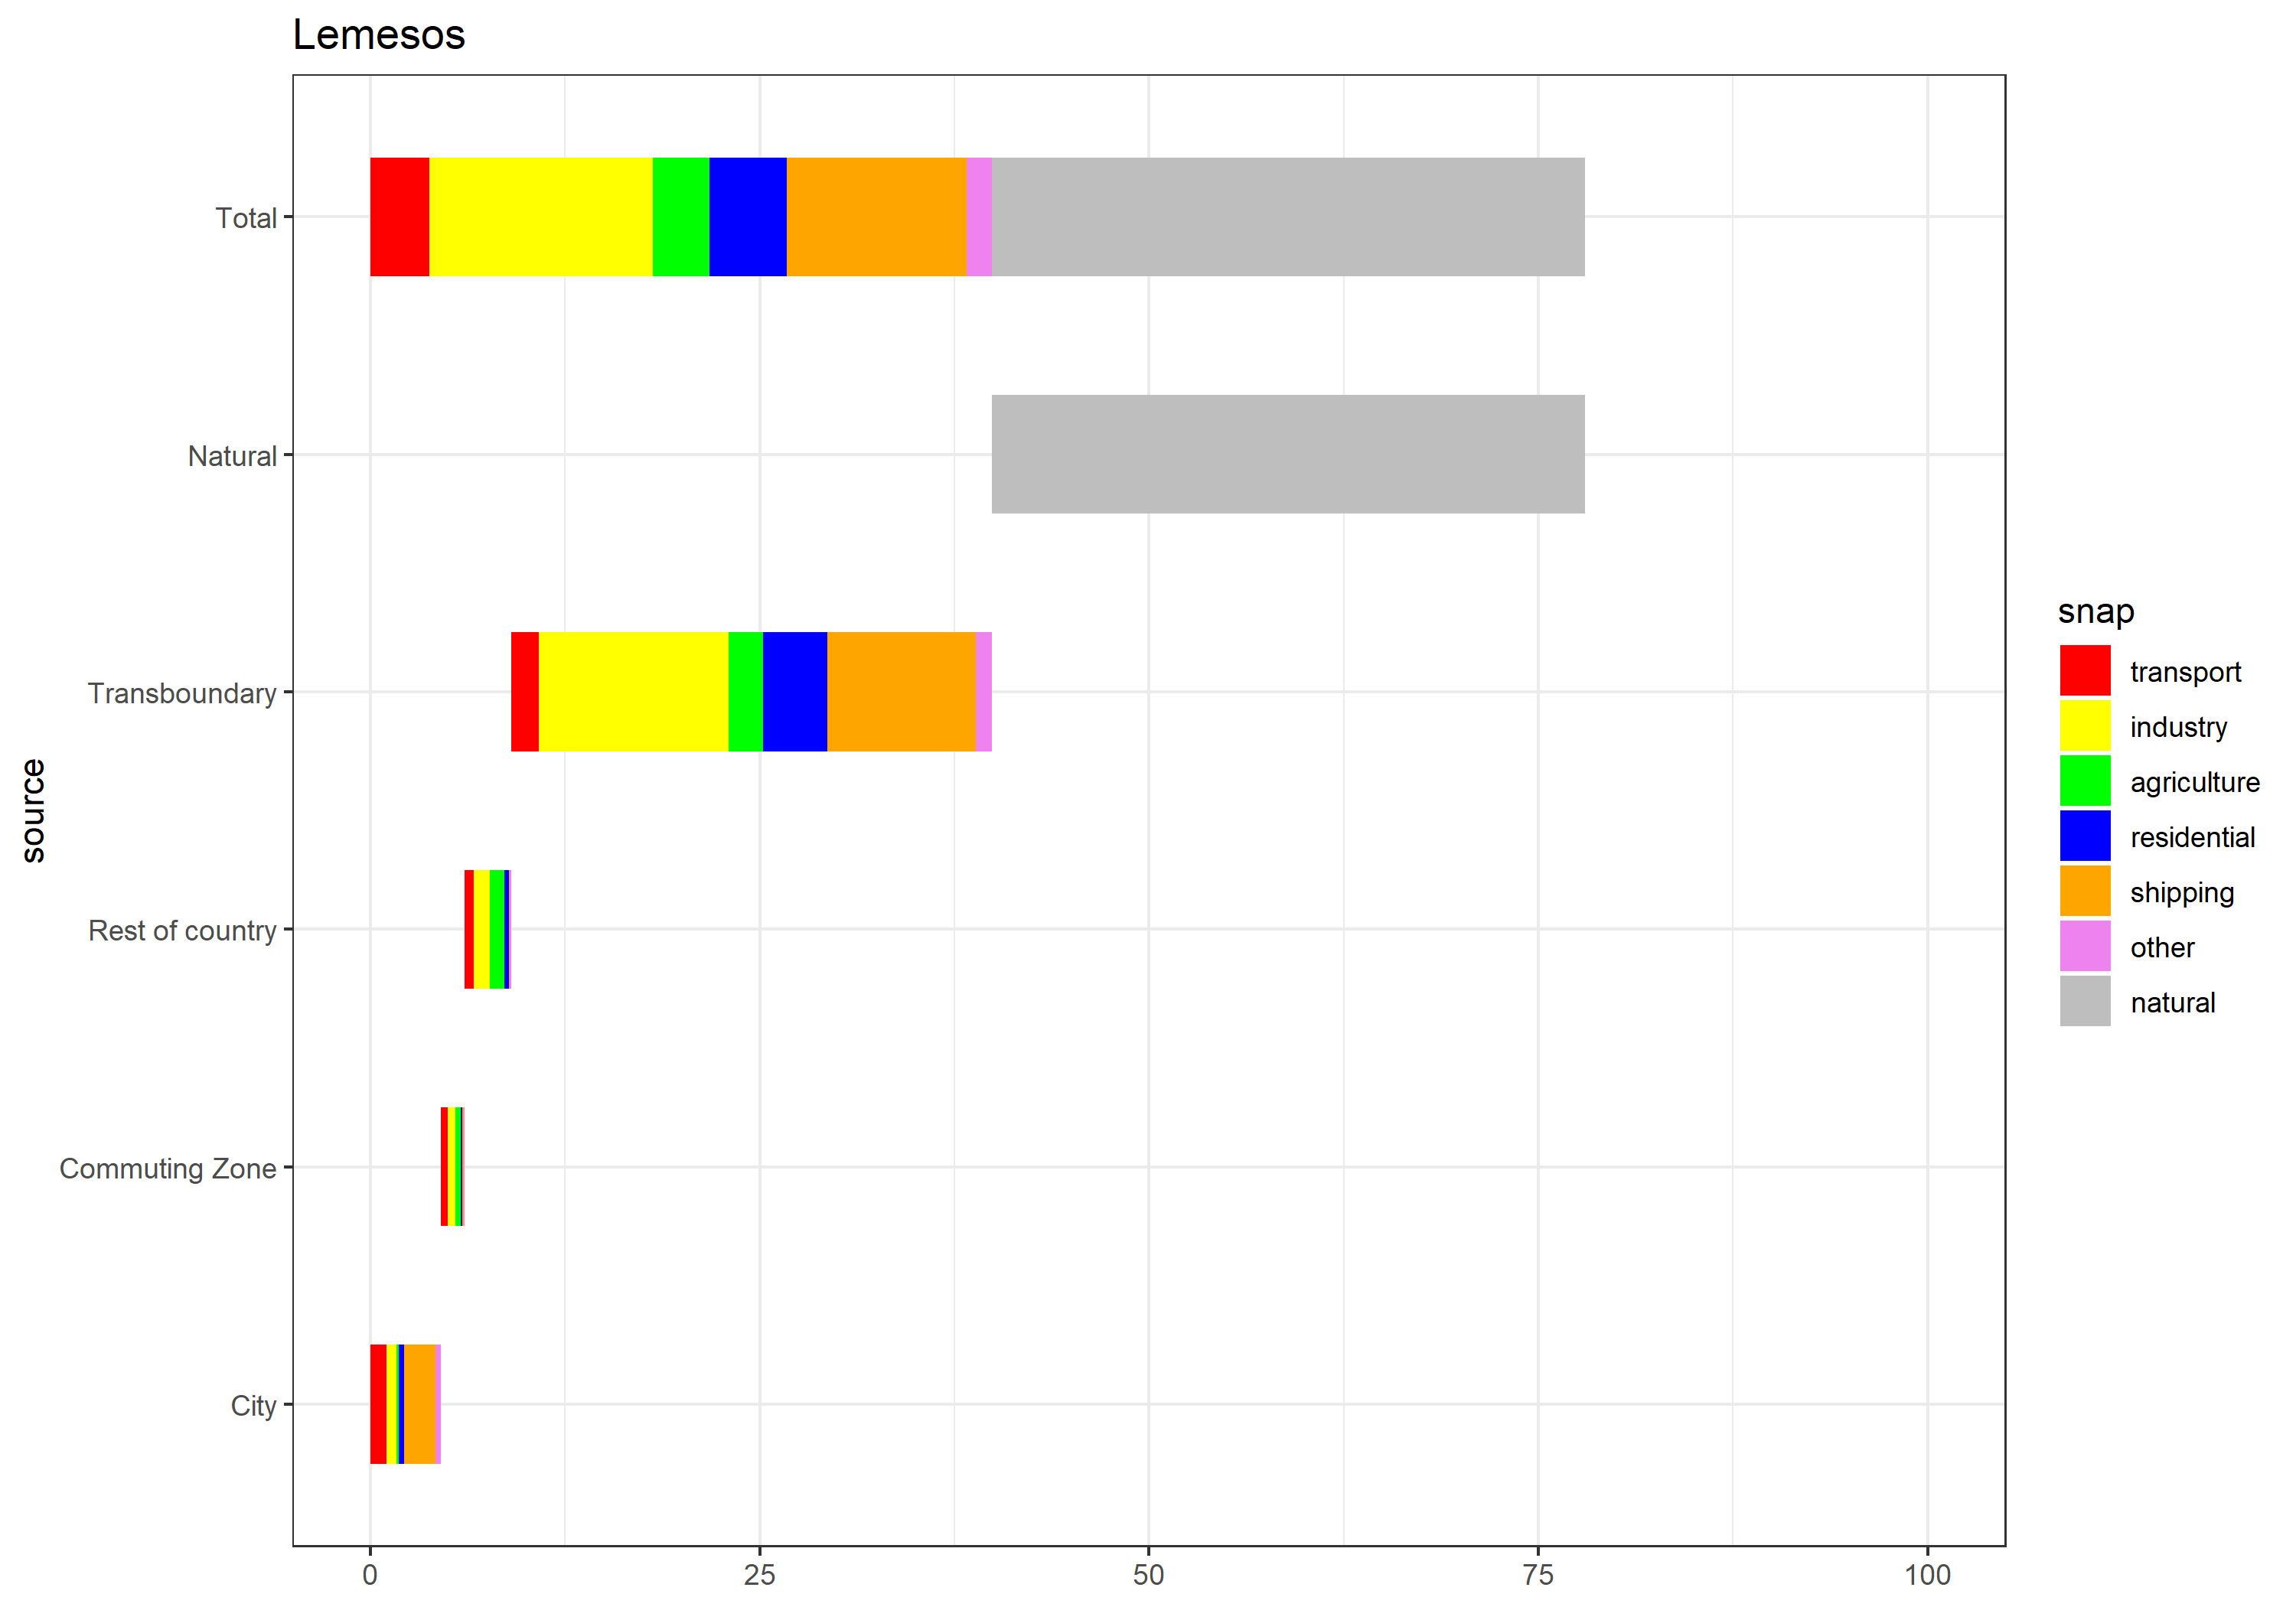 Lemesos
Total
Natural
Transboundary
Rest of country
Commuting Zone
City
source
0 25 50 75 100
snap
transport
industry
agriculture
residential
shipping
other
natural